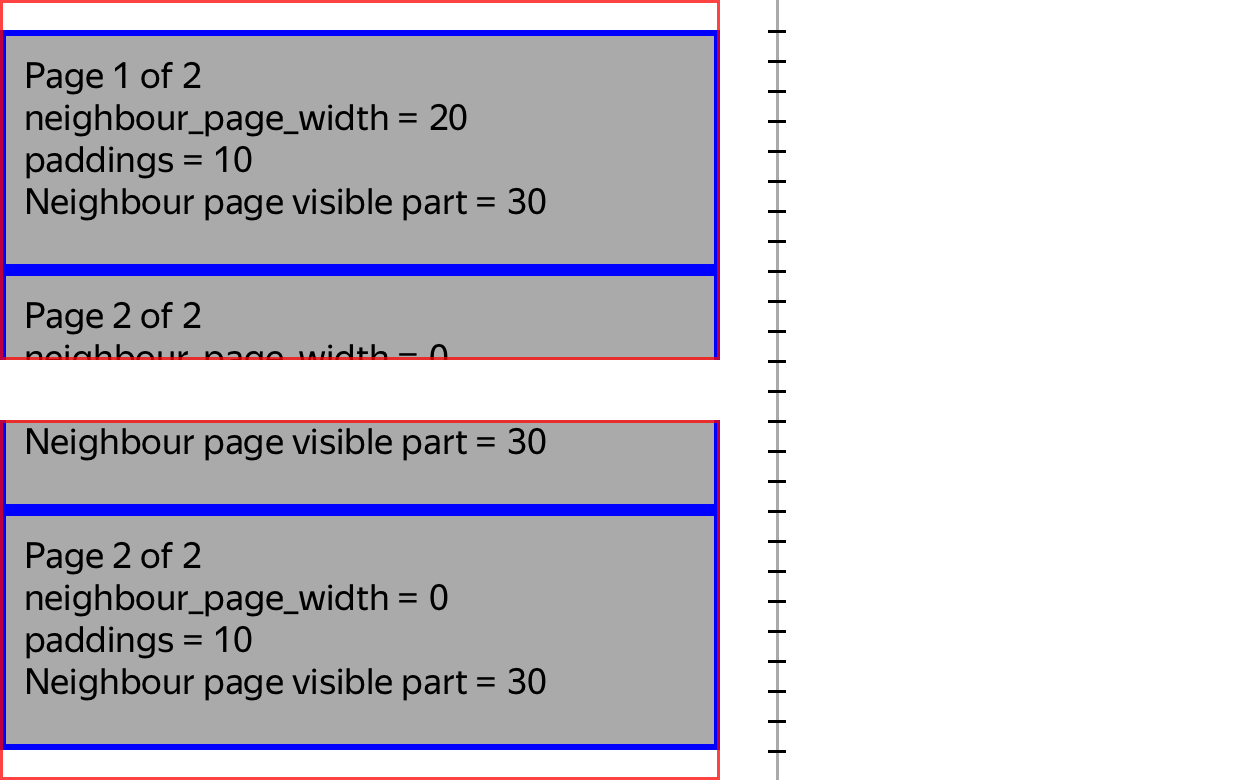 Page 1 of 2
neighbour_page_width = 20
paddings = 10
Neighbour page visible part = 30
Page 2 of 2
neighbour_page_width = 0
Neighbour page visible part = 30
Page 2 of 2
neighbour_page_width = 0
paddings = 10
Neighbour page visible part = 30